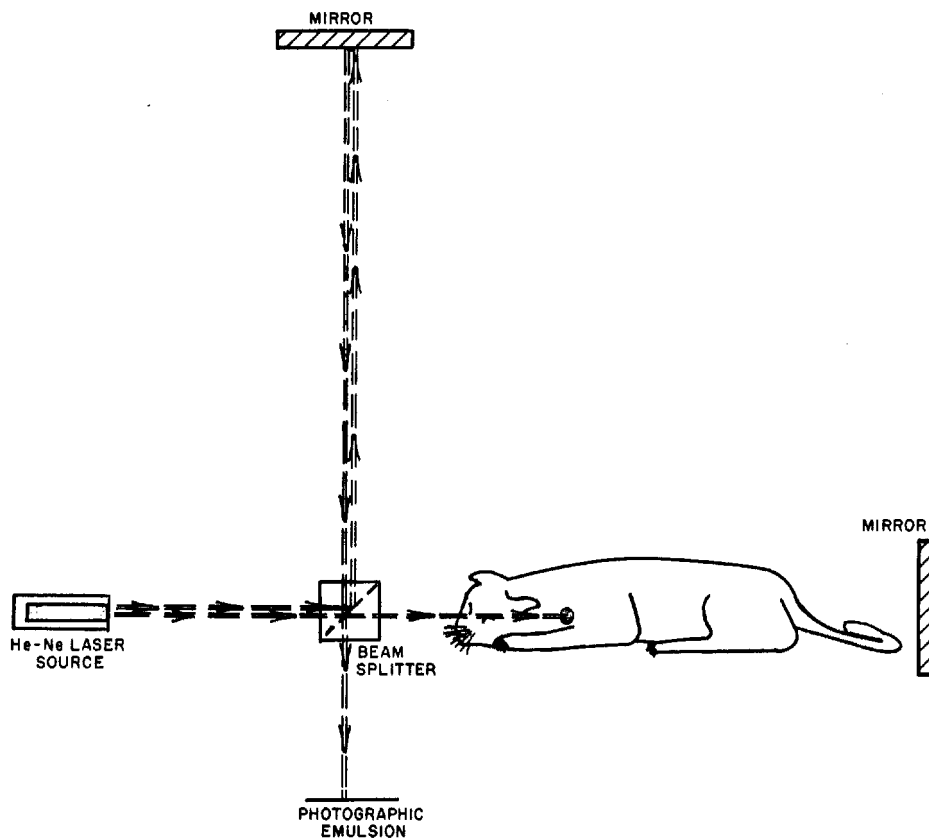 MIRROR
MIRROR
He-Ne LASER
SOURCE
BEAM
SPLITTER
PHOTOGRAPHIC
EMULSION